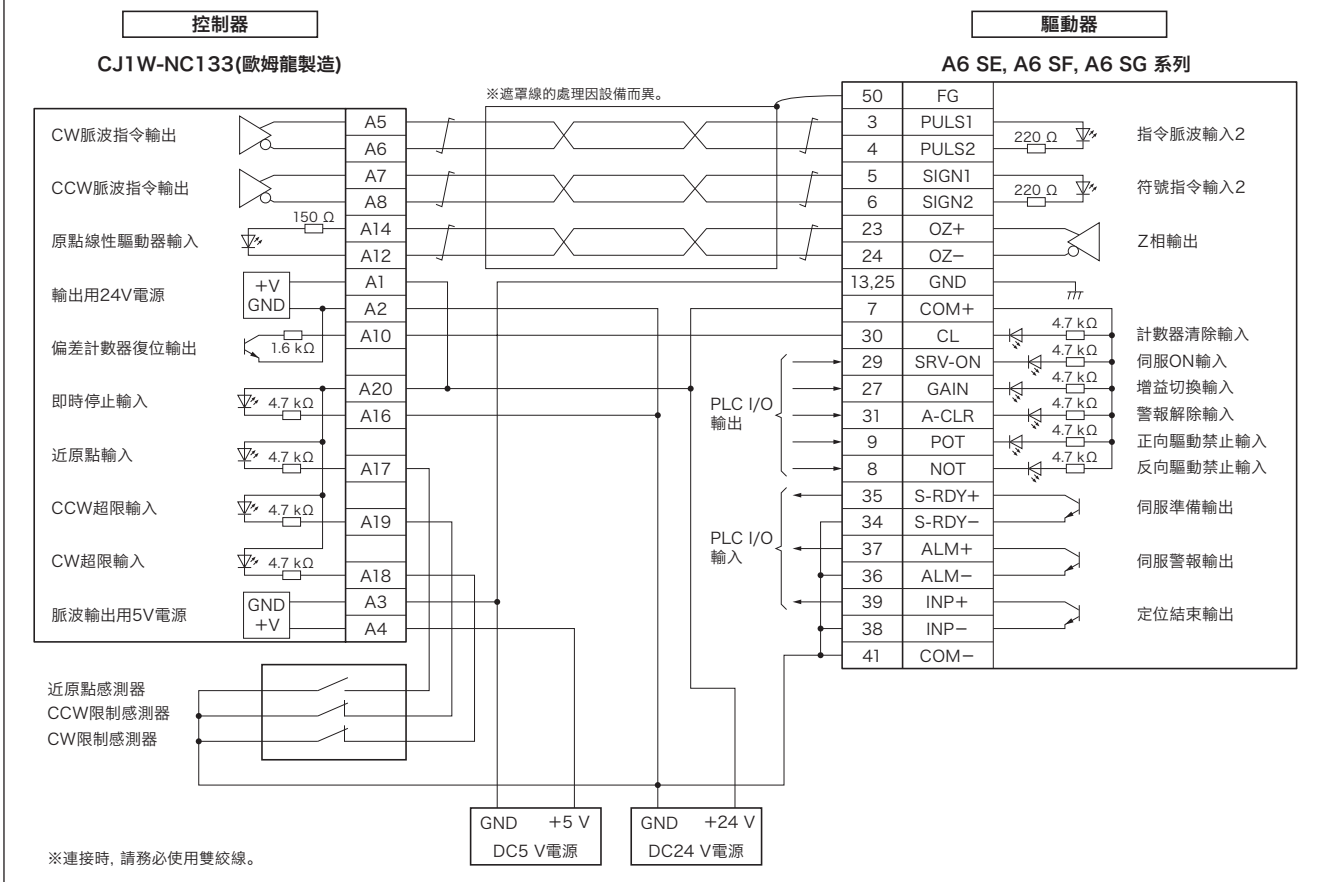 控制器
驅動器
CJ1W-NC133(歐姆龍製造)
A6 SE, A6 SF, A6 SG 系列
※遮罩線的處理因設備而異。
50 FG
CW脈波指令輸出 A5 3 PULS1 指令脈波輸入2
A6 4 PULS2 220 Ω
CCW脈波指令輸出 A7 5 SIGN1 符號指令輸入2
A8 6 SIGN2 220 Ω
原點線性驅動器輸入 150 Ω A14 23 OZ+ Z相輸出
A12 24 OZ−
輸出用24V電源 +V A1 13,25 GND
GND A2 7 COM+
偏差計數器復位輸出 1.6 kΩ A10 30 CL 4.7 kΩ 計數器清除輸入
29 SRV-ON 4.7 kΩ 伺服ON輸入
A20 27 GAIN 4.7 kΩ 增益切換輸入
即時停止輸入 4.7 kΩ A16 PLC I/O 輸出 31 A-CLR 4.7 kΩ 警報解除輸入
9 POT 4.7 kΩ 正向驅動禁止輸入
近原點輸入 4.7 kΩ A17 8 NOT 4.7 kΩ 反向驅動禁止輸入
35 S-RDY+ 伺服準備輸出
CCW超限輸入 4.7 kΩ A19 34 S-RDY−
PLC I/O 輸入 37 ALM+ 伺服警報輸出
CW超限輸入 4.7 kΩ A18 36 ALM−
脈波輸出用5V電源 GND A3 39 INP+ 定位結束輸出
+V A4 38 INP−
41 COM−
近原點感測器
CCW限制感測器
CW限制感測器
GND +5 V
DC5 V電源
GND +24 V
DC24 V電源
※連接時, 請務必使用雙絞線。